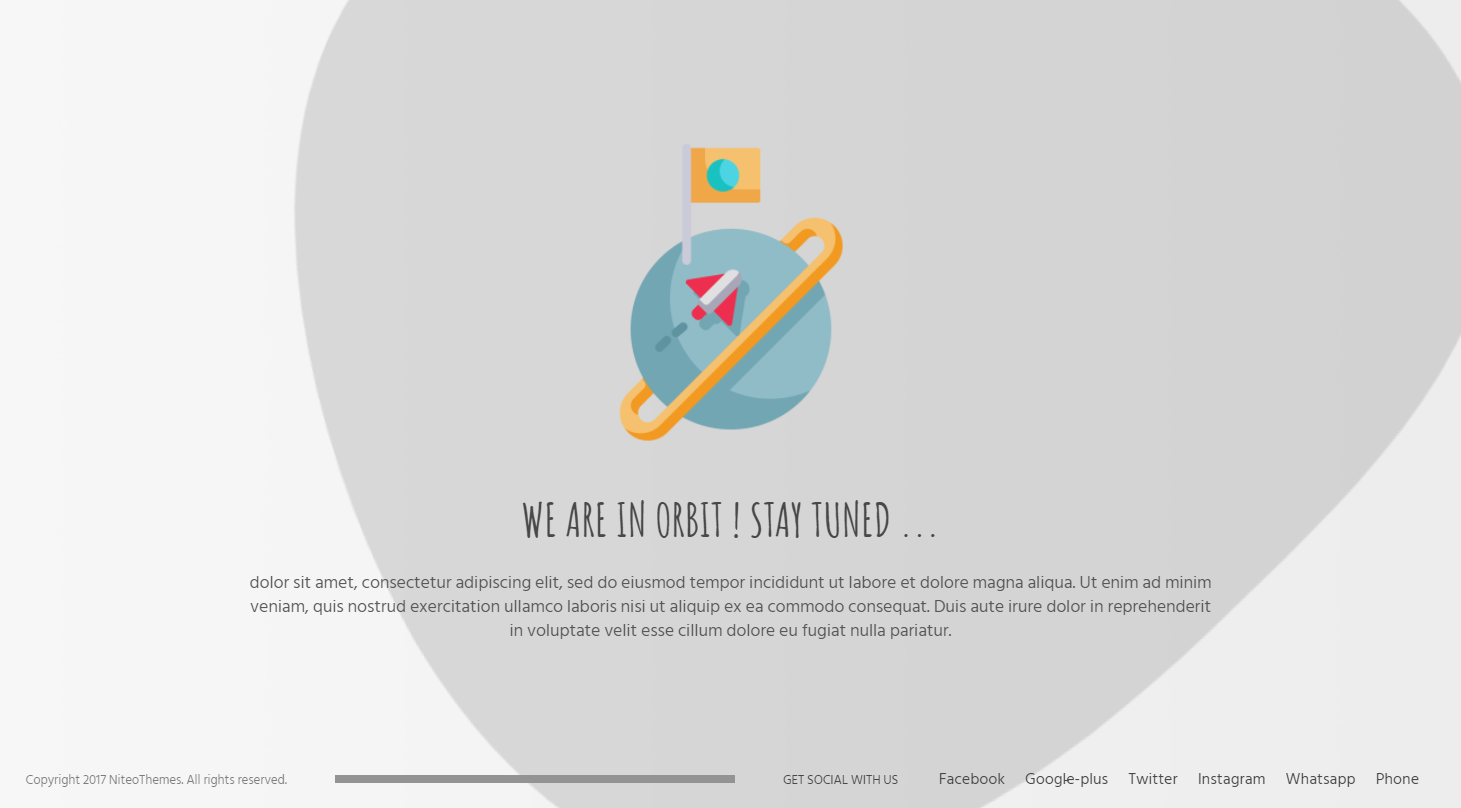 WE ARE IN ORBIT ! STAY TUNED ...
dolor sit amet, consectetur adipiscing elit, sed do eiusmod tempor incididunt ut labore et dolore magna aliqua. Ut enim ad minim
veniam, quis nostrud exercitation ullamco laboris nisi ut aliquip ex ea commodo consequat. Duis aute irure dolor in reprehenderit
in voluptate velit esse cillum dolore eu fugiat nulla pariatur.
Copyright 2017 NiteoThemes. All rights reserved. GET SOCIAL WITH US Facebook Google-plus Twitter Instagram Whatsapp Phone